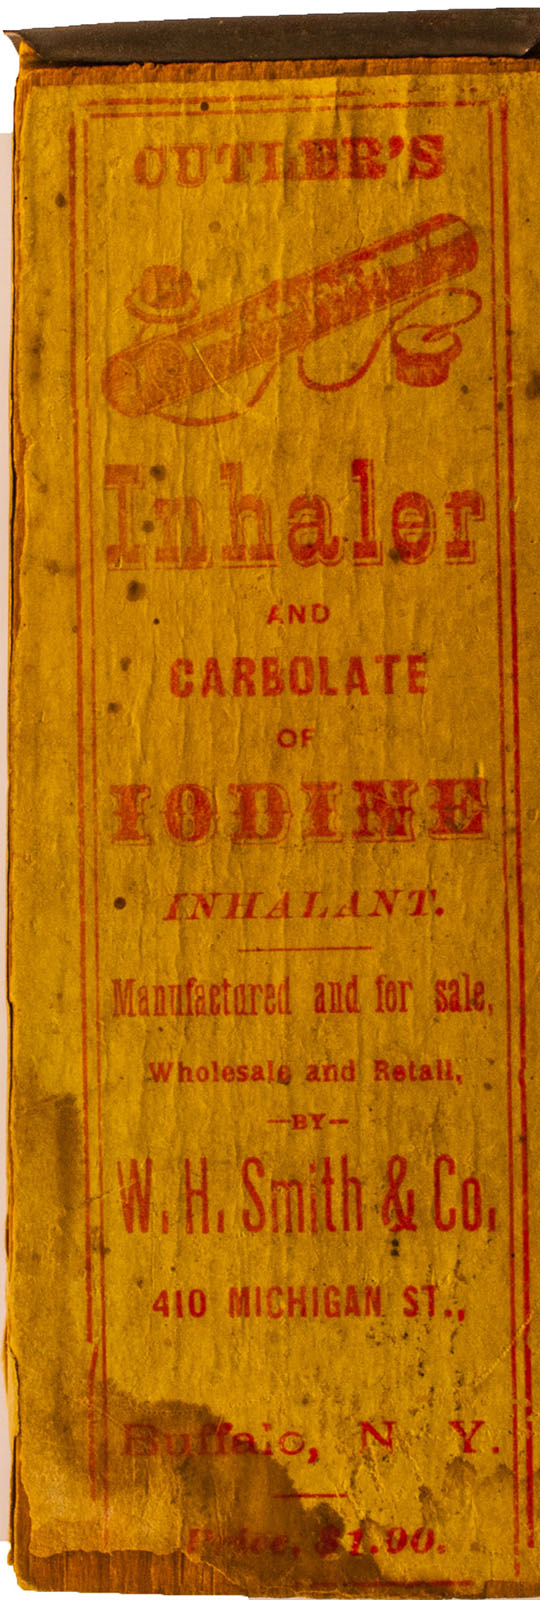 CUTLER'S
Inhaler
AND
CARBOLATE
OF
IODINE
INHALANT.
Manufactured and for sale,
Wholesale and Retail,
—BY—
W. H. Smith & Co.
410 MICHIGAN ST.,
Buffalo, N. Y.
Price, $1.00.